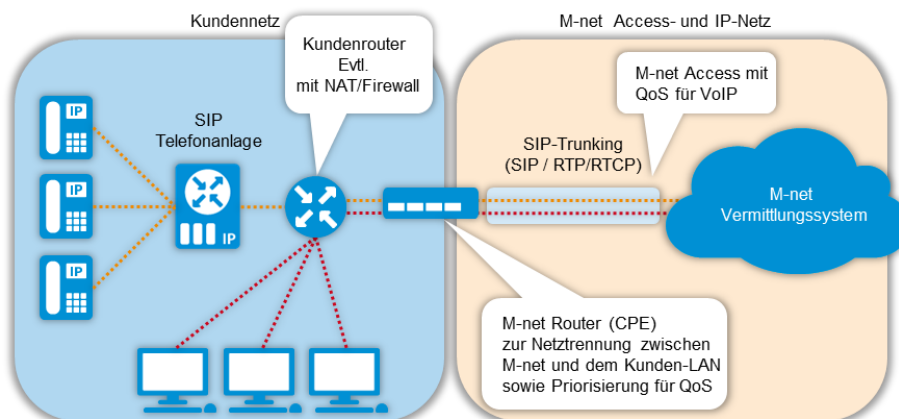 Kundennetz
M-net Access- und IP-Netz
Kundenrouter
Evtl.
mit NAT/Firewall
M-net Access mit
QoS für VoIP
IP
IP
IP
SIP
Telefonanlage
IP
SIP-Trunking
(SIP / RTP/RTCP)
M-net
Vermittlungssystem
M-net Router (CPE)
zur Netztrennung zwischen
M-net und dem Kunden-LAN
sowie Priorisierung für QoS